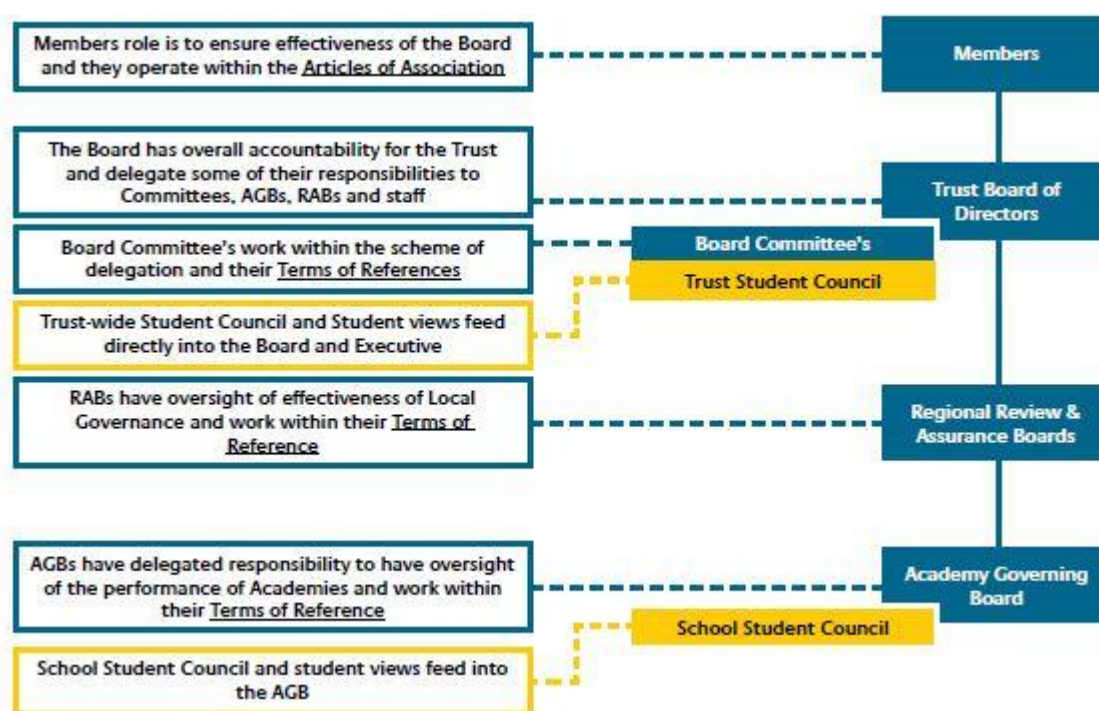 Members role is to ensure effectiveness of the Board
and they operate within the Articles of Association
Members
The Board has overall accountability for the Trust
and delegate some of their responsibilities to
Committees, AGBs, RABs and staff
Trust Board of
Directors
Board Committee's work within the scheme of
delegation and their Terms of References
Board Committee's
Trust Student Council
Trust-wide Student Council and Student views feed
directly into the Board and Executive
RABs have oversight of effectiveness of Local
Governance and work within their Terms of
Reference
Regional Review &
Assurance Boards
AGBs have delegated responsibility to have oversight
of the performance of Academies and work within
their Terms of Reference
Academy Governing
Board
School Student Council
School Student Council and student views feed into
the AGB